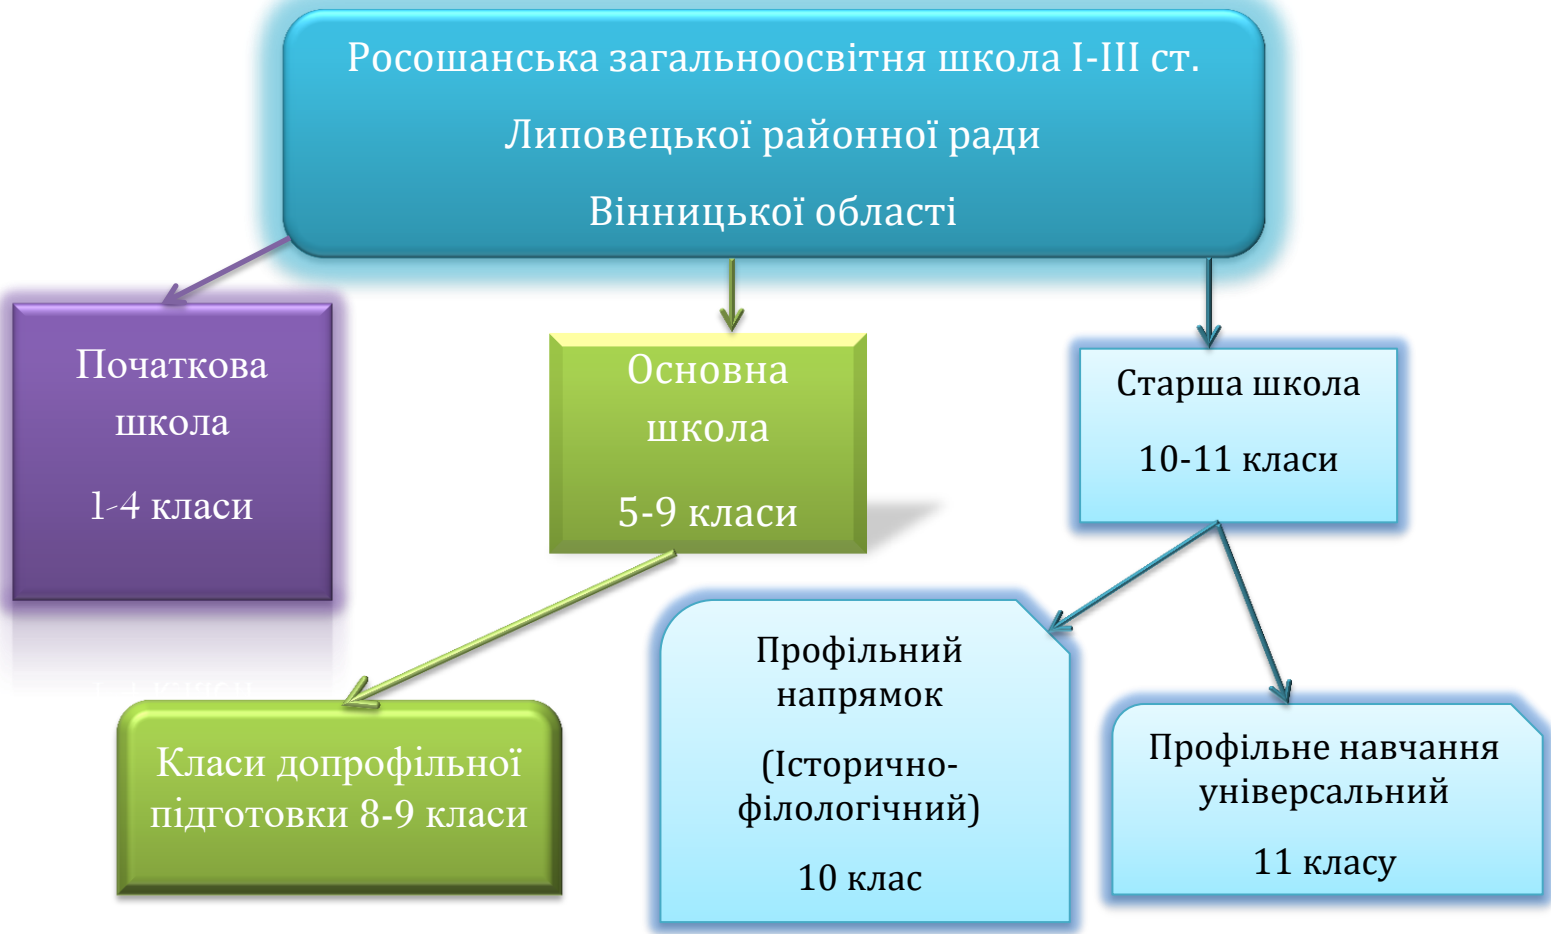 Росошанська загальноосвітня школа І-ІІІ ст.
Липовецької районної ради
Вінницької області
Початкова
школа
1-4 класи
Основна
школа
5-9 класи
Старша школа
10-11 класи
Класи допрофільної
підготовки 8-9 класи
Профільний
напрямок
(Історично-
філологічний)
10 клас
Профільне навчання
універсальний
11 класу